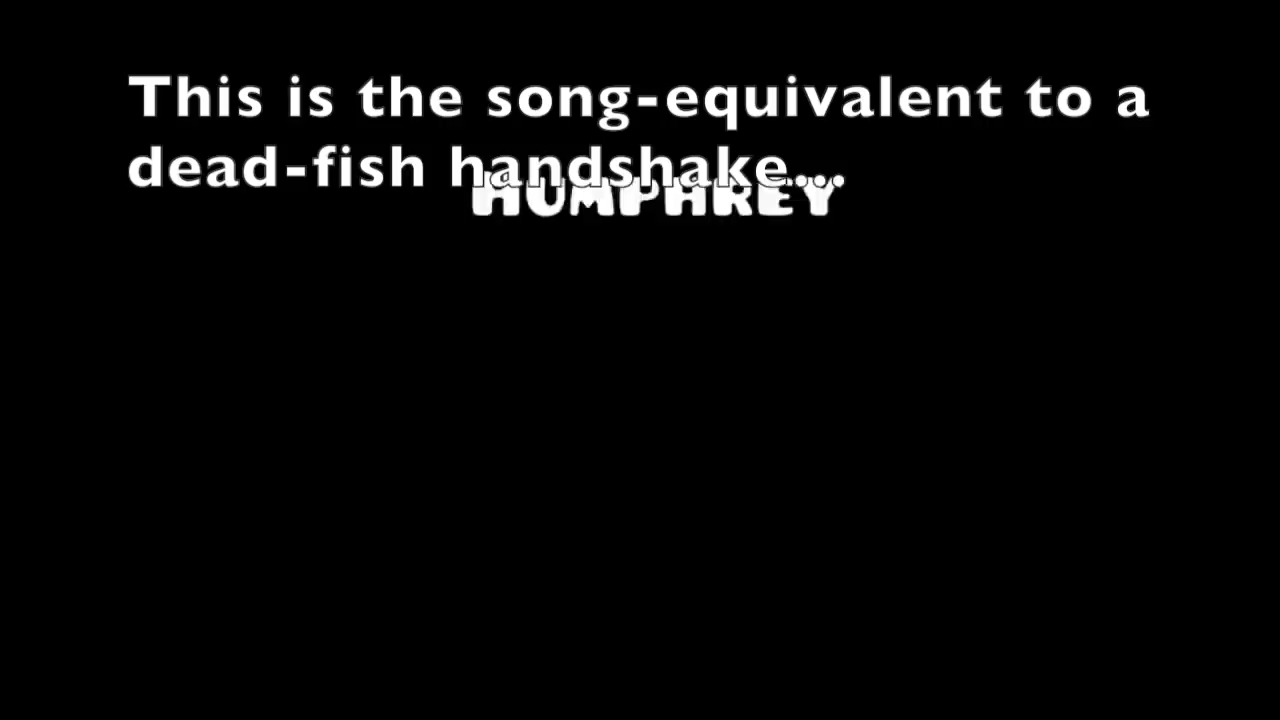 This is the song-equivalent to a
dead-fish handshake...
HUMPHREY